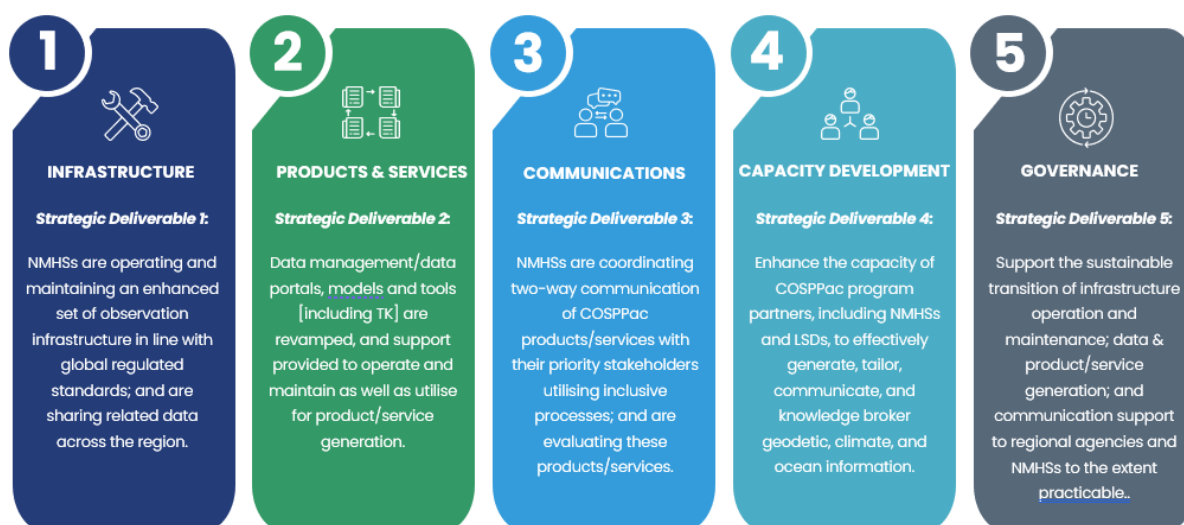 1
INFRASTRUCTURE
Strategic Deliverable 1:
NMHSs are operating and
maintaining an enhanced
set of observation
infrastructure in line with
global regulated
standards; and are
sharing related data
across the region.
2
PRODUCTS & SERVICES
Strategic Deliverable 2:
Data management/data
portals, models and tools
[including TK] are
revamped, and support
provided to operate and
maintain as well as utilise
for product/service
generation.
3
COMMUNICATIONS
Strategic Deliverable 3:
NMHSs are coordinating
two-way communication
of COSPPac
products/services with
their priority stakeholders
utilising inclusive
processes; and are
evaluating these
products/services.
4
CAPACITY DEVELOPMENT
Strategic Deliverable 4:
Enhance the capacity of
COSPPac program
partners, including NMHSs
and LSDs, to effectively
generate, tailor,
communicate, and
knowledge broker
geodetic, climate, and
ocean information.
5
GOVERNANCE
Strategic Deliverable 5:
Support the sustainable
transition of infrastructure
operation and
maintenance; data &
product/service
generation; and
communication support
to regional agencies and
NMHSs to the extent
practicable..